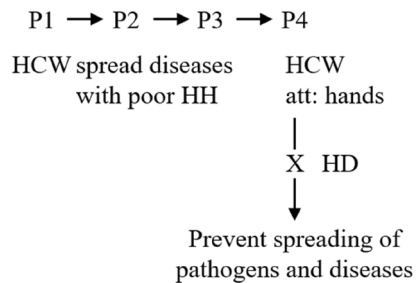 P1 → P2 → P3 → P4
HCW spread diseases HCW
with poor HH att: hands
X HD
Prevent spreading of
pathogens and diseases